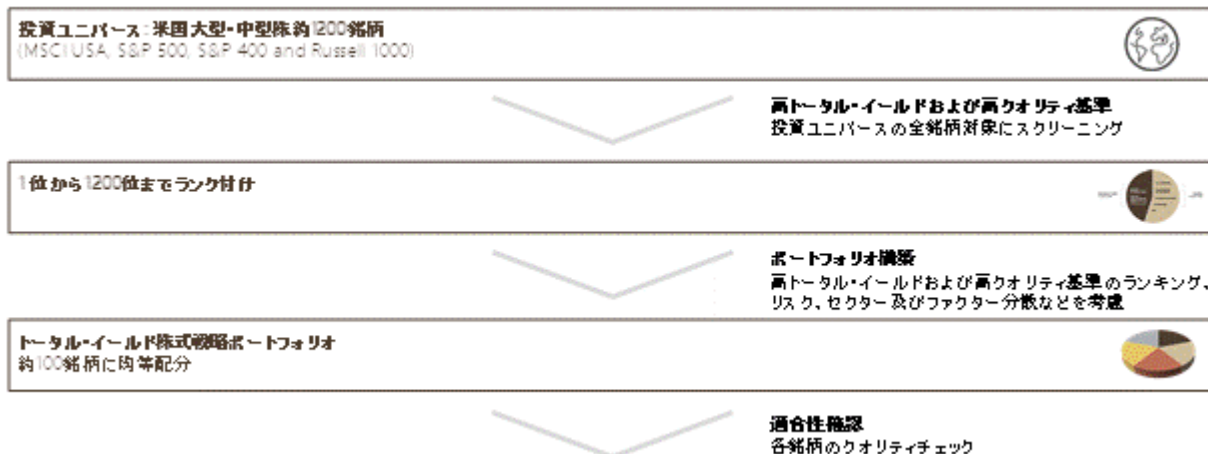 投資ユニバース：米国大型・中型株約1200銘柄
(MSCI USA, S&P 500, S&P 400 and Russell 1000)
高トータル・イールドおよび高クオリティ基準
投資ユニバースの全銘柄対象にスクリーニング
1位から1200位までランク付け
ポートフォリオ構築
高トータル・イールドおよび高クオリティ基準のランキング、
リスク、セクター及びファクター分散などを考慮
トータル・イールド株式戦略ポートフォリオ
約100銘柄に均等配分
適合性確認
各銘柄のクオリティチェック